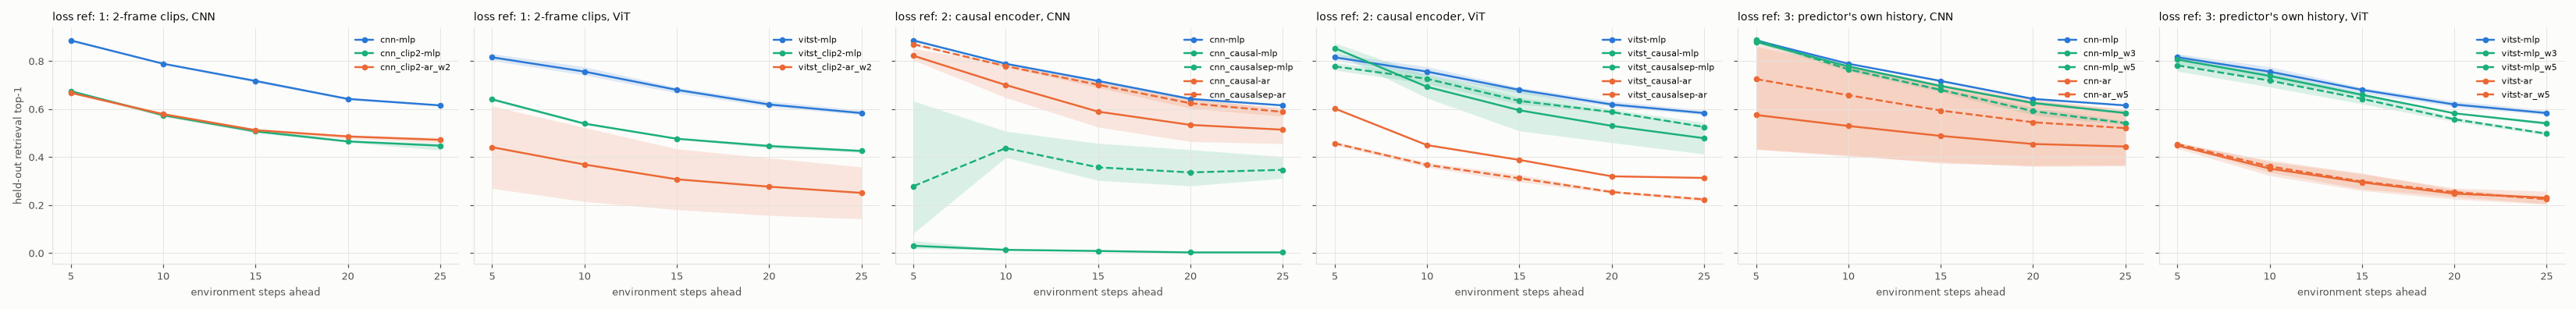 loss ref: 1: 2-frame clips, CNN
cnn-mlp
cnn_clip2-mlp
cnn_clip2-ar_w2
held-out retrieval top-1
0.8
0.6
0.4
0.2
0.0
5 10 15 20 25
environment steps ahead
loss ref: 1: 2-frame clips, ViT
vitst-mlp
vitst_clip2-mlp
vitst_clip2-ar_w2
5 10 15 20 25
environment steps ahead
loss ref: 2: causal encoder, CNN
cnn-mlp
cnn_causal-mlp
cnn_causalsep-mlp
cnn_causal-ar
cnn_causalsep-ar
5 10 15 20 25
environment steps ahead
loss ref: 2: causal encoder, ViT
vitst-mlp
vitst_causal-mlp
vitst_causalsep-mlp
vitst_causal-ar
vitst_causalsep-ar
5 10 15 20 25
environment steps ahead
loss ref: 3: predictor's own history, CNN
cnn-mlp
cnn-mlp_w3
cnn-mlp_w5
cnn-ar
cnn-ar_w5
5 10 15 20 25
environment steps ahead
loss ref: 3: predictor's own history, ViT
vitst-mlp
vitst-mlp_w3
vitst-mlp_w5
vitst-ar
vitst-ar_w5
5 10 15 20 25
environment steps ahead